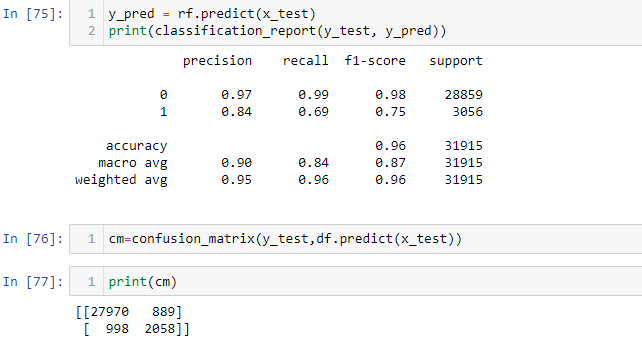 In [75]: 1 y_pred = rf.predict(x_test)
2 print(classification_report(y_test, y_pred))
precision recall f1-score support
0 0.97 0.99 0.98 28859
1 0.84 0.69 0.75 3056
accuracy 0.96 31915
macro avg 0.90 0.84 0.87 31915
weighted avg 0.95 0.96 0.96 31915
In [76]: 1 cm=confusion_matrix(y_test,df.predict(x_test))
In [77]: 1 print(cm)
[[27970 889]
[ 998 2058]]